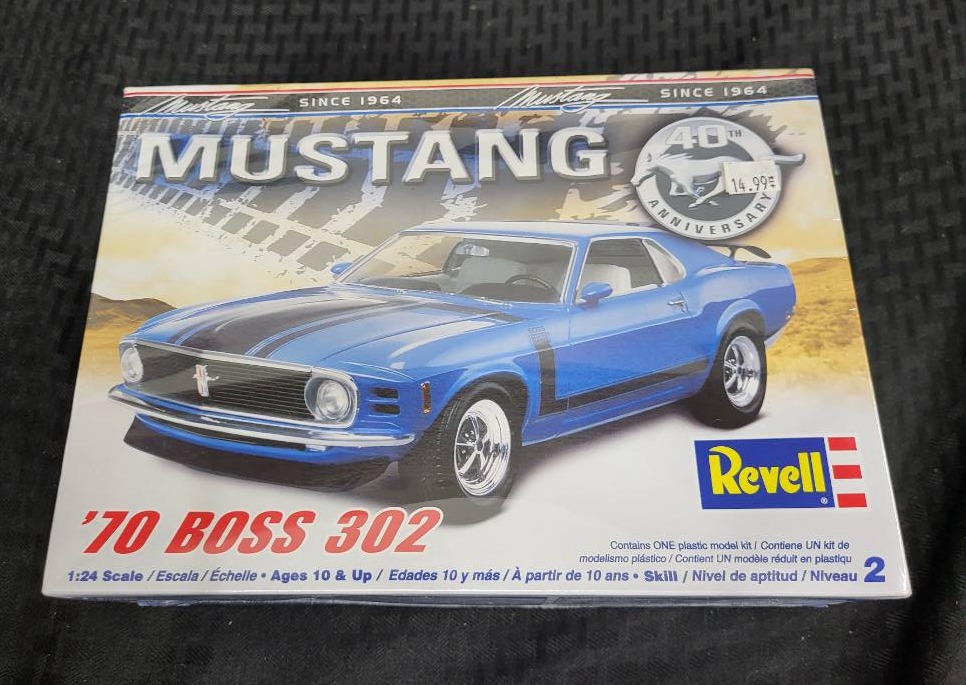 Mustang SINCE 1964 Mustang SINCE 1964
MUSTANG
40TH
14.99
ANNIVERSARY
Revell
®
'70 BOSS 302
Contains ONE plastic model kit / Contiene UN kit de
modelismo plástico / Contient UN modèle réduit en plastiqu
1:24 Scale / Escala / Échelle • Ages 10 & Up / Edades 10 y más / À partir de 10 ans • Skill / Nivel de aptitud / Niveau 2